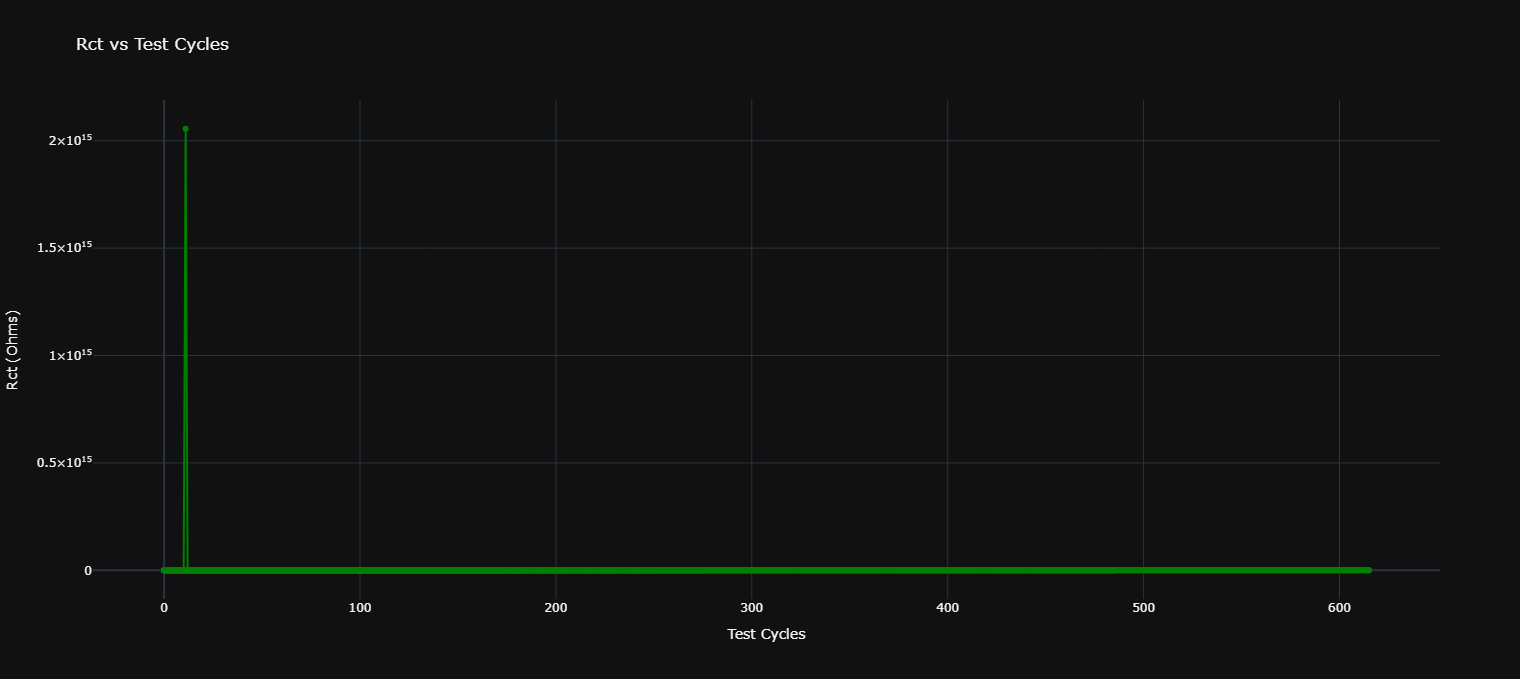 Rct vs Test Cycles
2×10¹⁵
1.5×10¹⁵
1×10¹⁵
0.5×10¹⁵
0
Rct (Ohms)
0 100 200 300 400 500 600
Test Cycles